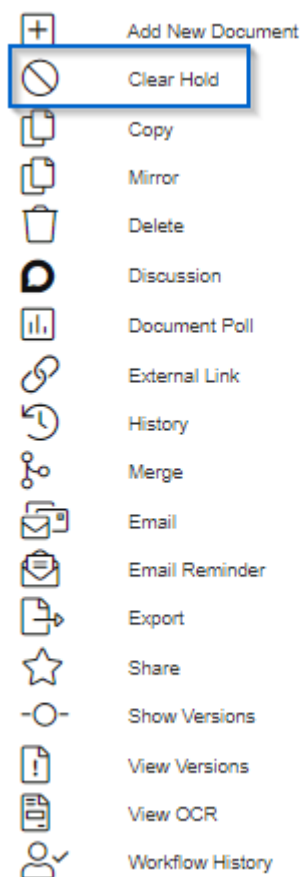 Add New Document
Clear Hold
Copy
Mirror
Delete
Discussion
Document Poll
External Link
History
Merge
Email
Email Reminder
Export
Share
Show Versions
View Versions
View OCR
Workflow History